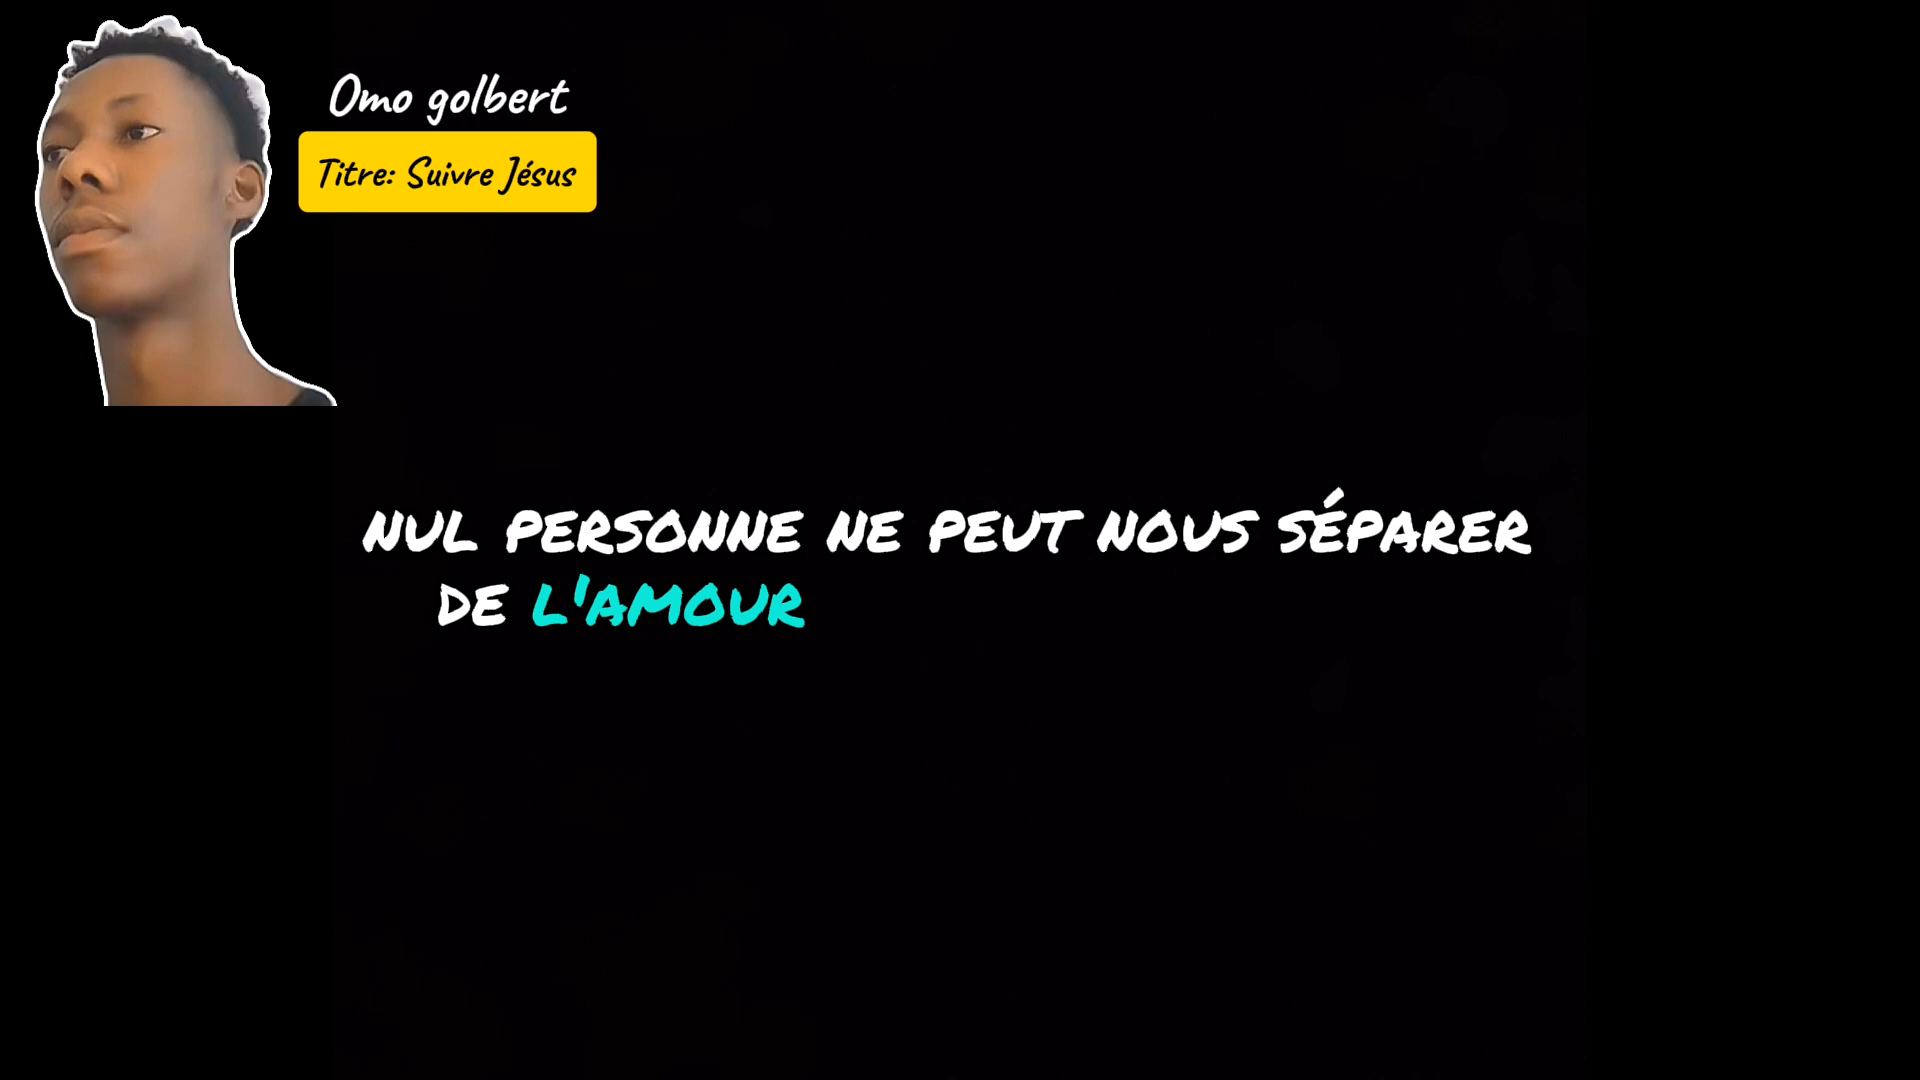 Omo golbert
Titre: Suivre Jésus
NUL PERSONNE NE PEUT NOUS SÉPARER
DE L'AMOUR